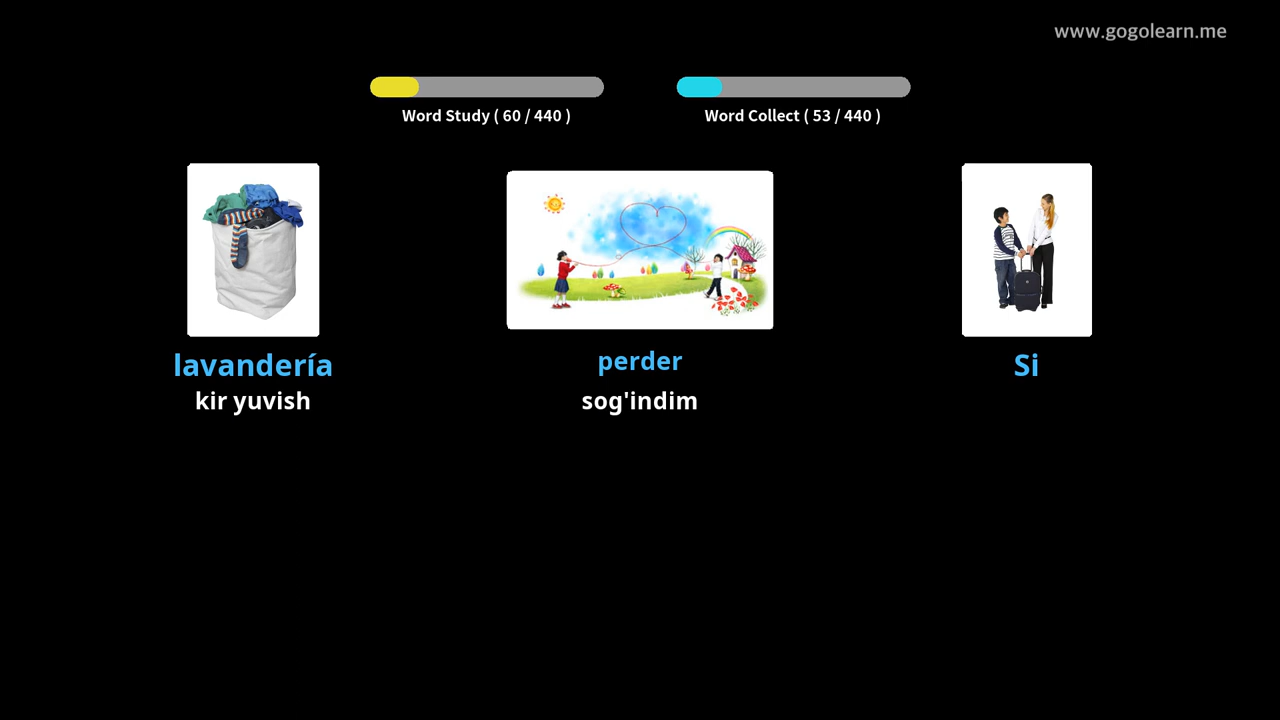 www.gogolearn.me
Word Study ( 60 / 440 )
Word Collect ( 53 / 440 )
lavandería
kir yuvish
perder
sog'indim
Si